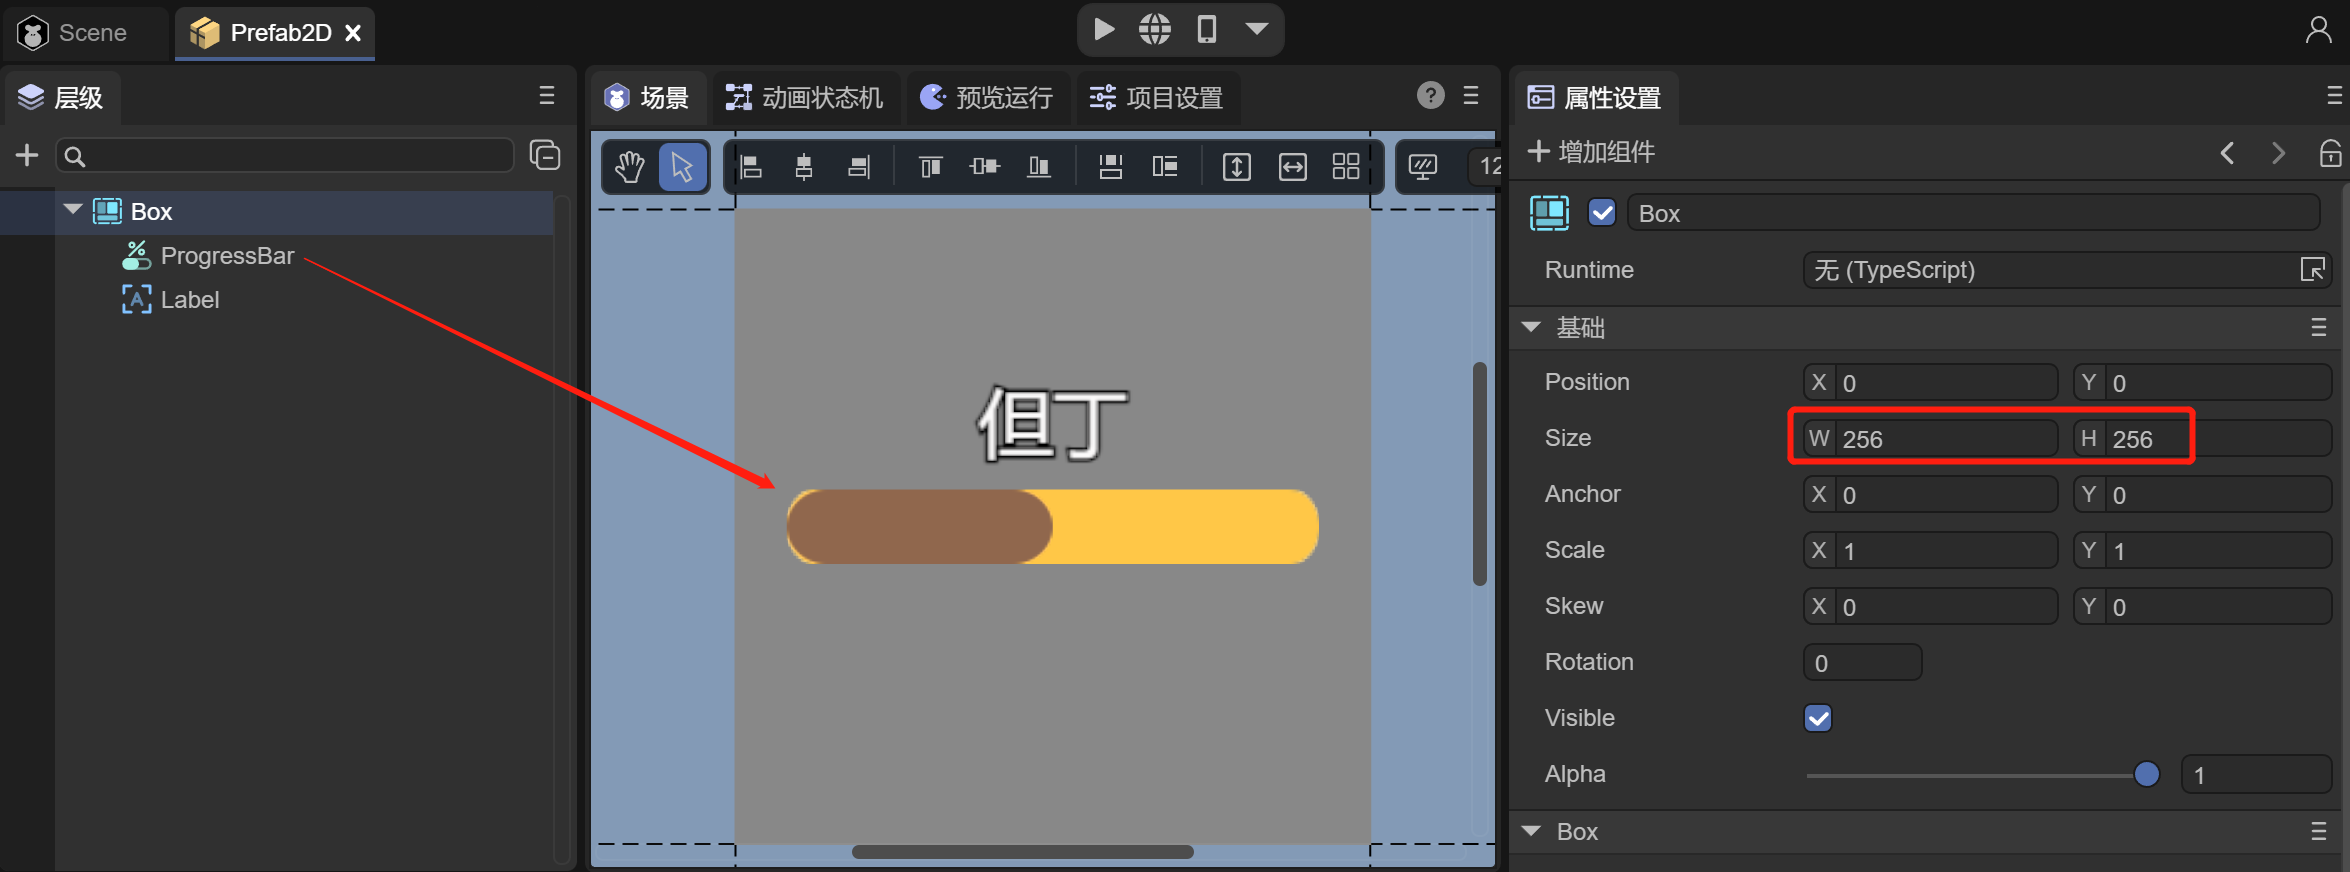 Scene
Prefab2D
层级
场景
动画状态机
预览运行
项目设置
属性设置
增加组件
12
Box
ProgressBar
Label
但丁
Box
Runtime
无 (TypeScript)
基础
Position X 0 Y 0
Size W 256 H 256
Anchor X 0 Y 0
Scale X 1 Y 1
Skew X 0 Y 0
Rotation 0
Visible
Alpha 1
Box